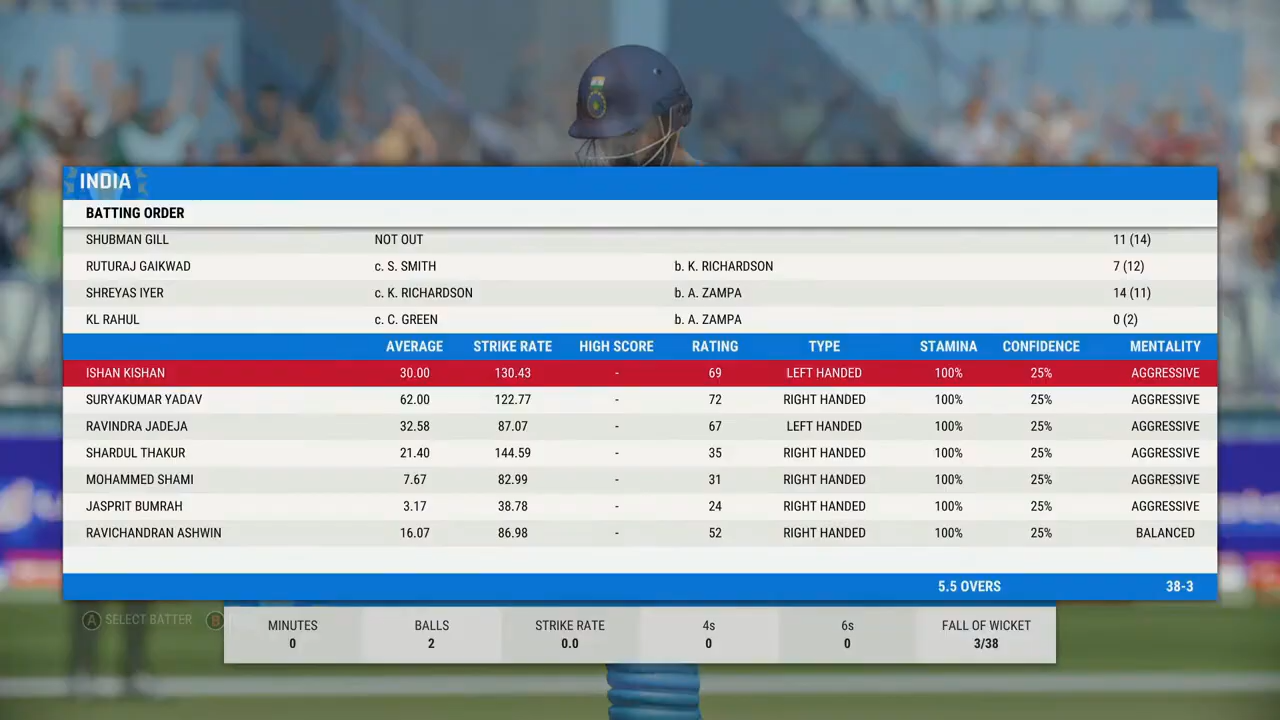 INDIA
BATTING ORDER
SHUBMAN GILL NOT OUT 11 (14)
RUTURAJ GAIKWAD c. S. SMITH b. K. RICHARDSON 7 (12)
SHREYAS IYER c. K. RICHARDSON b. A. ZAMPA 14 (11)
KL RAHUL c. C. GREEN b. A. ZAMPA 0 (2)
AVERAGE STRIKE RATE HIGH SCORE RATING TYPE STAMINA CONFIDENCE MENTALITY
ISHAN KISHAN 30.00 130.43 - 69 LEFT HANDED 100% 25% AGGRESSIVE
SURYAKUMAR YADAV 62.00 122.77 - 72 RIGHT HANDED 100% 25% AGGRESSIVE
RAVINDRA JADEJA 32.58 87.07 - 67 LEFT HANDED 100% 25% AGGRESSIVE
SHARDUL THAKUR 21.40 144.59 - 35 RIGHT HANDED 100% 25% AGGRESSIVE
MOHAMMED SHAMI 7.67 82.99 - 31 RIGHT HANDED 100% 25% AGGRESSIVE
JASPRIT BUMRAH 3.17 38.78 - 24 RIGHT HANDED 100% 25% AGGRESSIVE
RAVICHANDRAN ASHWIN 16.07 86.98 - 52 RIGHT HANDED 100% 25% BALANCED
5.5 OVERS 38-3
A SELECT BATTER B
MINUTES BALLS STRIKE RATE 4s 6s FALL OF WICKET
0 2 0.0 0 0 3/38